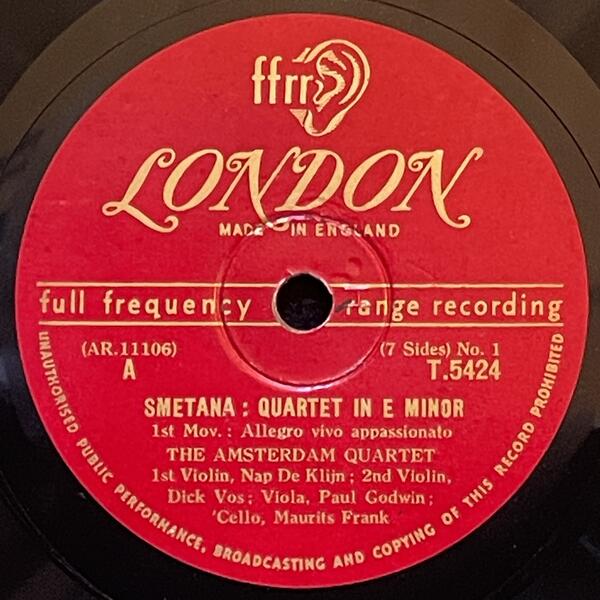 ffrr
LONDON
MADE IN ENGLAND
full frequency range recording
(AR.11106) (7 Sides) No. 1
A T.5424
SMETANA : QUARTET IN E MINOR
1st Mov.: Allegro vivo appassionato
THE AMSTERDAM QUARTET
1st Violin, Nap De Klijn; 2nd Violin,
Dick Vos; Viola, Paul Godwin;
'Cello, Maurits Frank
UNAUTHORISED PUBLIC PERFORMANCE, BROADCASTING AND COPYING OF THIS RECORD PROHIBITED